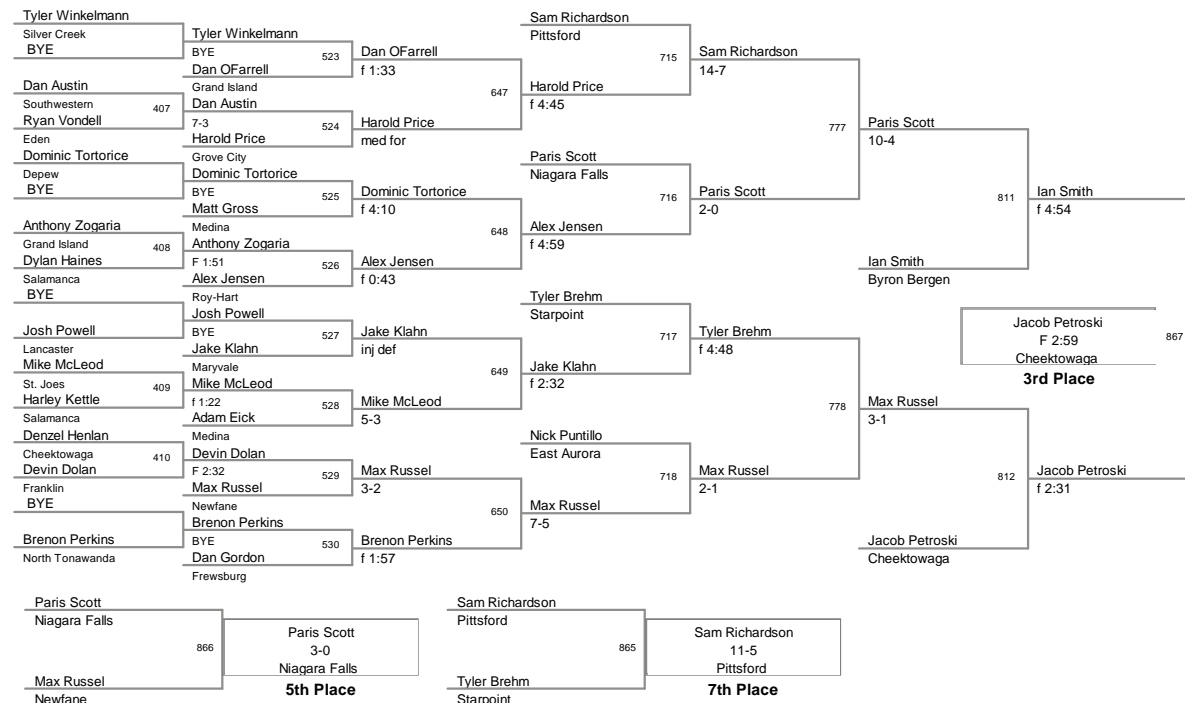 Tyler Winkelmann
Silver Creek
BYE
Dan Austin
Southwestern
407
Ryan Vondell
Eden
Dominic Tortorice
Depew
BYE
Anthony Zogaria
Grand Island
408
Dylan Haines
Salamanca
BYE
Josh Powell
Lancaster
Mike McLeod
St. Joes
409
Harley Kettle
Salamanca
Denzel Henlan
Cheektowaga
410
Devin Dolan
Franklin
BYE
Brenon Perkins
North Tonawanda
Tyler Winkelmann
BYE
523
Dan OFarrell
Grand Island
Dan Austin
7-3
524
Harold Price
Grove City
Dominic Tortorice
BYE
525
Matt Gross
Medina
Anthony Zogaria
F 1:51
526
Alex Jensen
Roy-Hart
Josh Powell
BYE
527
Jake Klahn
Maryvale
Mike McLeod
f 1:22
528
Adam Eick
Medina
Devin Dolan
F 2:32
529
Max Russel
Newfane
Brenon Perkins
BYE
530
Dan Gordon
Frewsburg
Dan OFarrell
f 1:33
647
Harold Price
med for
Dominic Tortorice
f 4:10
648
Alex Jensen
f 0:43
Jake Klahn
inj def
649
Mike McLeod
5-3
Max Russel
3-2
650
Brenon Perkins
f 1:57
Sam Richardson
Pittsford
715
Harold Price
f 4:45
Paris Scott
Niagara Falls
716
Alex Jensen
f 4:59
Tyler Brehm
Starpoint
717
Jake Klahn
f 2:32
Nick Puntillo
East Aurora
718
Max Russel
7-5
Sam Richardson
14-7
777
Paris Scott
2-0
Tyler Brehm
f 4:48
778
Max Russel
2-1
Paris Scott
10-4
811
Ian Smith
Byron Bergen
Max Russel
3-1
812
Jacob Petroski
Cheektowaga
Ian Smith
f 4:54
Jacob Petroski
F 2:59
867
Cheektowaga
3rd Place
Jacob Petroski
f 2:31
Paris Scott
Niagara Falls
866
Max Russel
Newfane
Paris Scott
3-0
Niagara Falls
5th Place
Sam Richardson
Pittsford
865
Tyler Brehm
Starpoint
Sam Richardson
11-5
Pittsford
7th Place